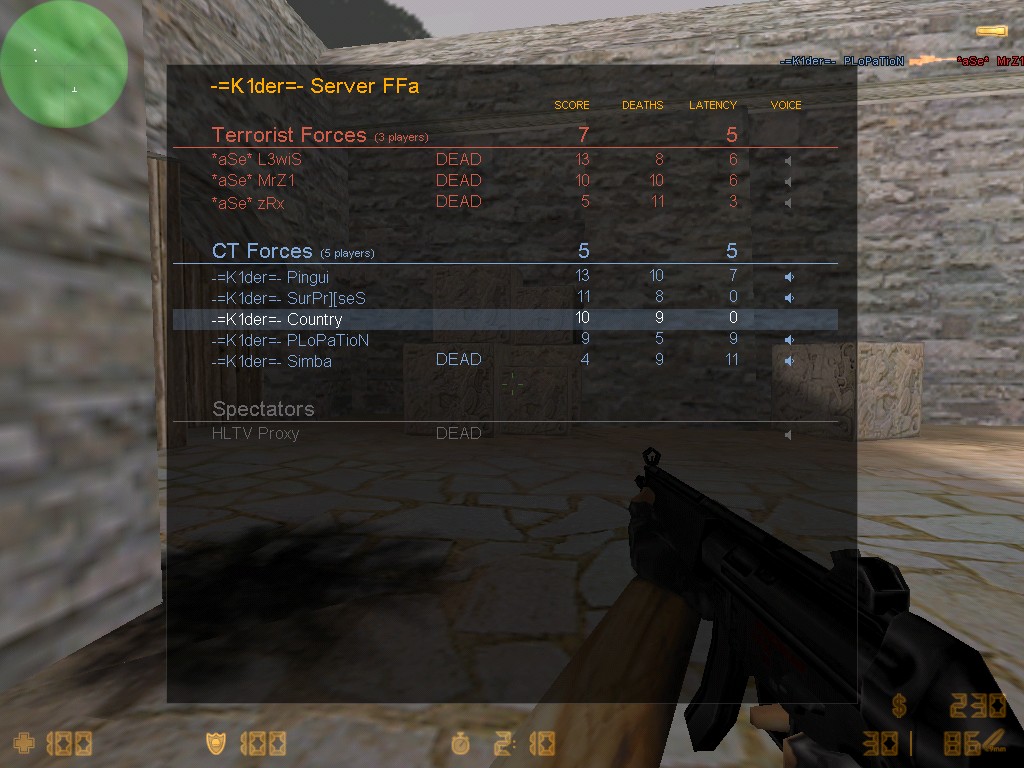 -=K1der=- PLoPaTioN *aSe* MrZ1
-=K1der=- Server FFa
SCORE DEATHS LATENCY VOICE
Terrorist Forces (3 players) 7 5
*aSe* L3wiS DEAD 13 8 6
*aSe* MrZ1 DEAD 10 10 6
*aSe* zRx DEAD 5 11 3
CT Forces (5 players) 5 5
-=K1der=- Pingui 13 10 7
-=K1der=- SurPr][seS 11 8 0
-=K1der=- Country 10 9 0
-=K1der=- PLoPaTioN 9 5 9
-=K1der=- Simba DEAD 4 9 11
Spectators
HLTV Proxy DEAD
$ 230
100 100 2:10 30 | 86